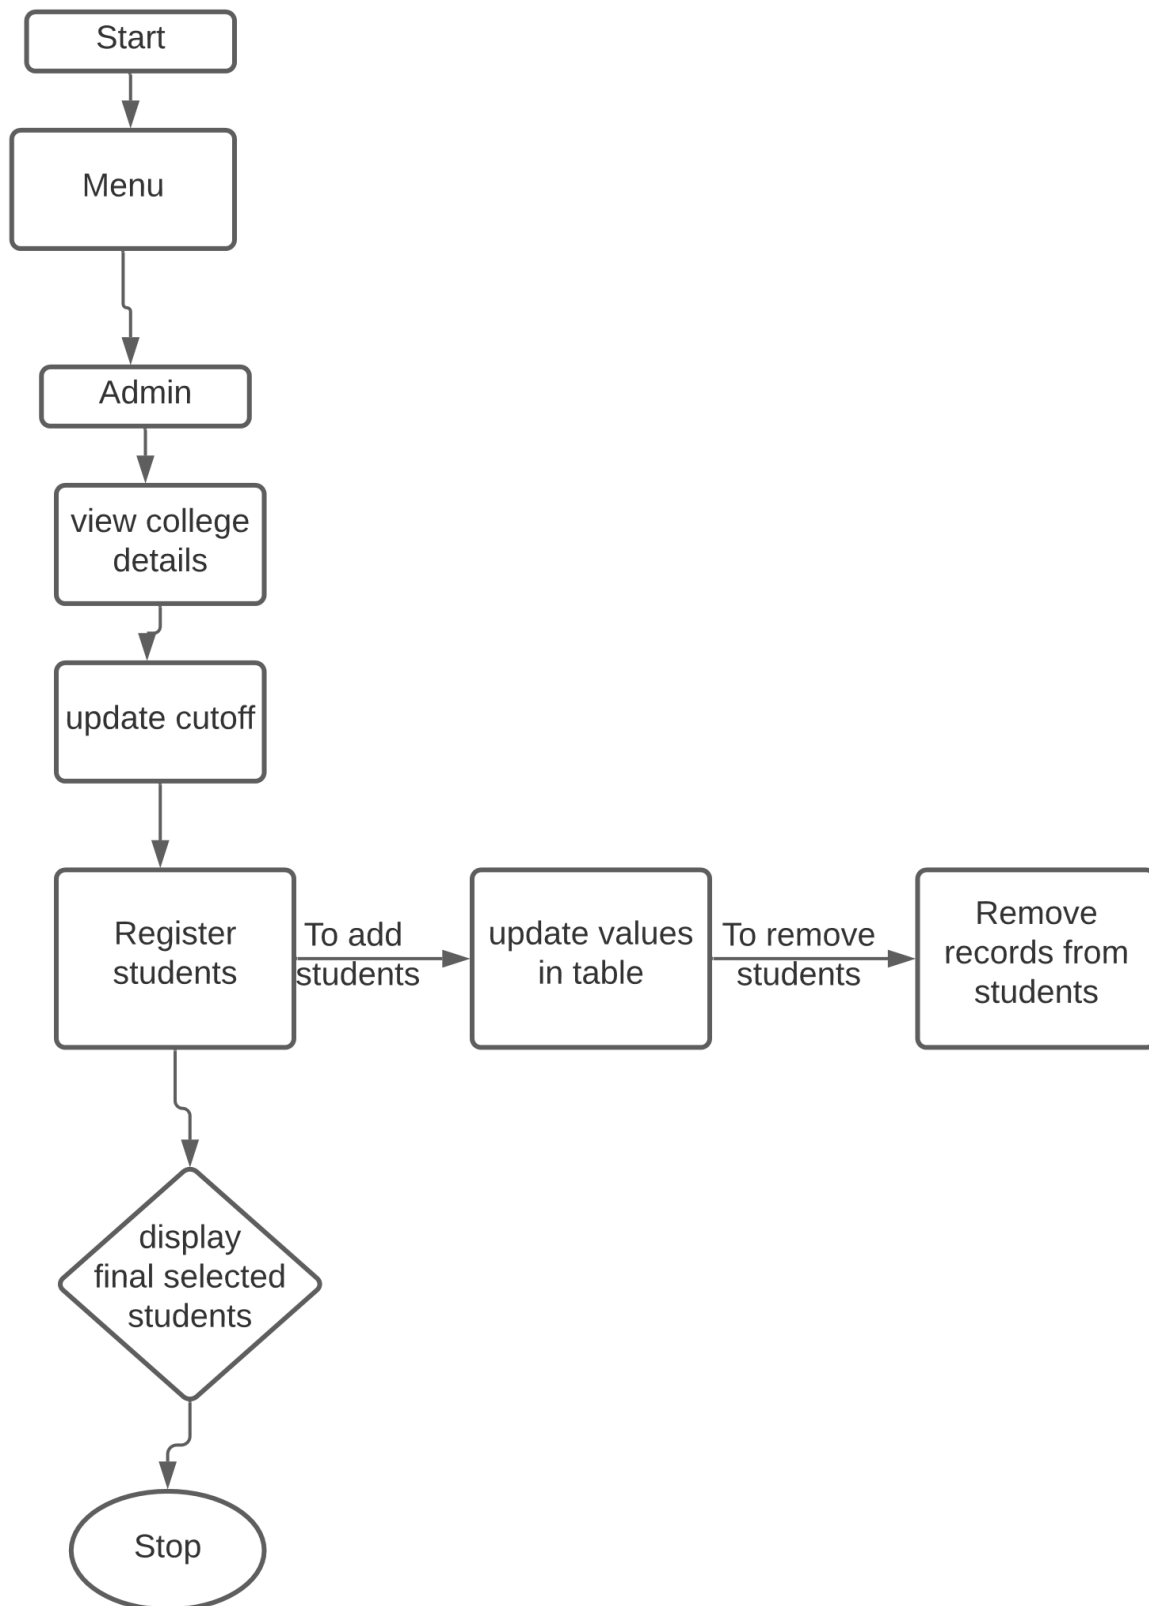 Start
Menu
Admin
view college
details
update cutoff
Register
students
To add
students
update values
in table
To remove
students
Remove
records from
students
display
final selected
students
Stop